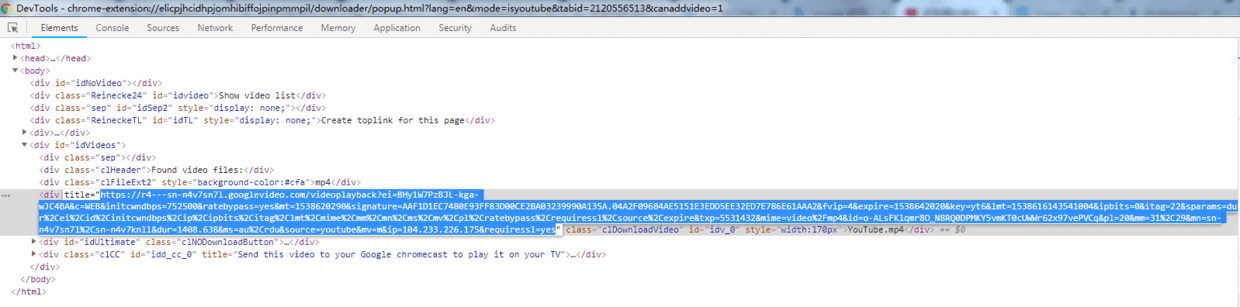 DevTools - chrome-extension://elicpjhcidhpjomhibiffojpinpmmpil/downloader/popup.html?lang=en&mode=isyoutube&tabid=2120556513&canaddvideo=1
Elements Console Sources Network Performance Memory Application Security Audits
<html>
<head>…</head>
<body>
<div id="idNoVideo"></div>
<div class="Reinecke24" id="idvideo">Show video list</div>
<div class="sep" id="idSep2" style="display: none;"></div>
<div class="ReineckeTL" id="idTL" style="display: none;">Create toplink for this page</div>
<div>…</div>
<div id="idVideos">
<div class="sep"></div>
<div class="clHeader">Found video files:</div>
<div class="clFileExt2" style="background-color:#cfa">mp4</div>
<div title="https://r4---sn-n4v7sn7l.googlevideo.com/videoplayback?ei=BHy1W7PzBJL-kga-
wJC4BA&c=WEB&initcwndbps=752500&ratebypass=yes&mt=1538620290&signature=AAF1D1EC7480E93FF83D00CE2BA03239990A135A.04A2F09684AE5151E3EDD5EE32ED7E786E61AAA2&fvip=4&expire=1538642020&key=yt6&lmt=1538616143541004&ipbits=0&itag=22&sparams=du
r%2Cei%2Cid%2Cinitcwndbps%2Cip%2Cipbits%2Citag%2Clmt%2Cmime%2Cmm%2Cmn%2Cms%2Cmv%2Cpl%2Cratebypass%2Crequiressl%2Csource%2Cexpire&txp=5531432&mime=video%2Fmp4&id=o-ALsFK1qmr8O_N8RQ0DPMKY5vmKT0cUWWr62x97vePVCq&pl=20&mm=31%2C29&mn=sn-
n4v7sn7l%2Csn-n4v7knll&dur=1408.638&ms=au%2Crdu&source=youtube&mv=m&ip=104.233.226.175&requiressl=yes" class="clDownloadVideo" id="idv_0" style="width:170px">YouTube.mp4</div> == $0
<div id="idUltimate" class="clNODownloadButton">…</div>
<div class="clCC" id="idd_cc_0" title="Send this video to your Google chromecast to play it on your TV">…</div>
</div>
</body>
</html>